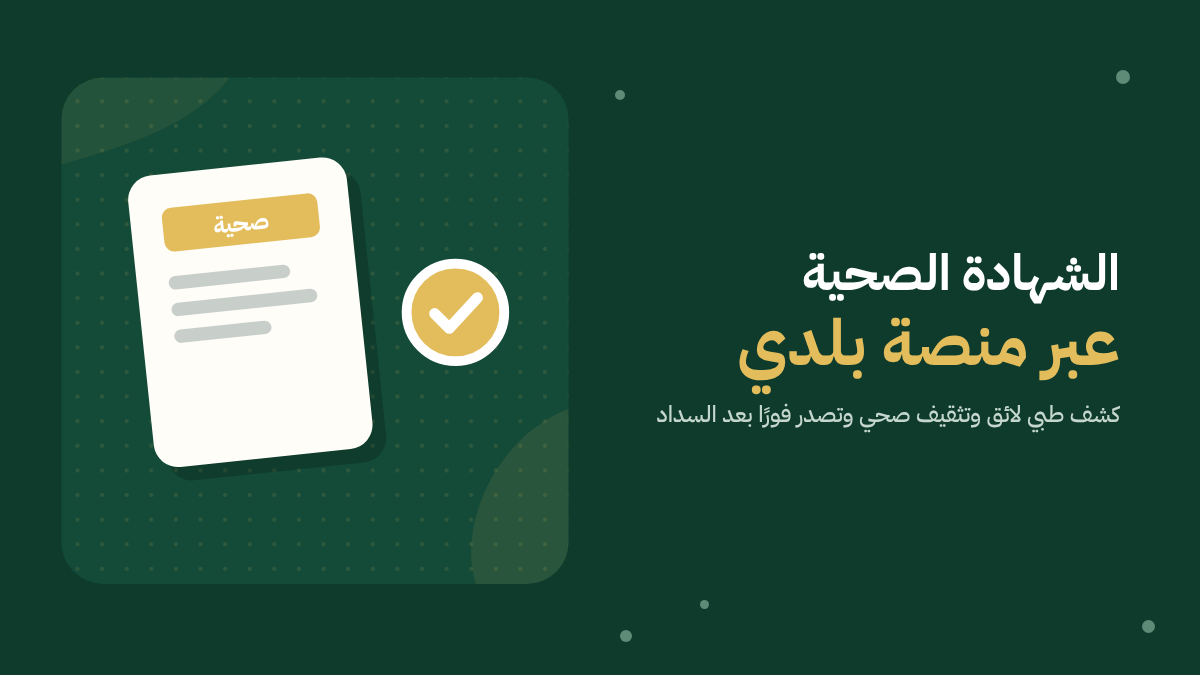 الشهادة الصحية
عبر منصة بلدي
كشف طبي لائق وتثقيف صحي وتصدر فورًا بعد السداد
صحية